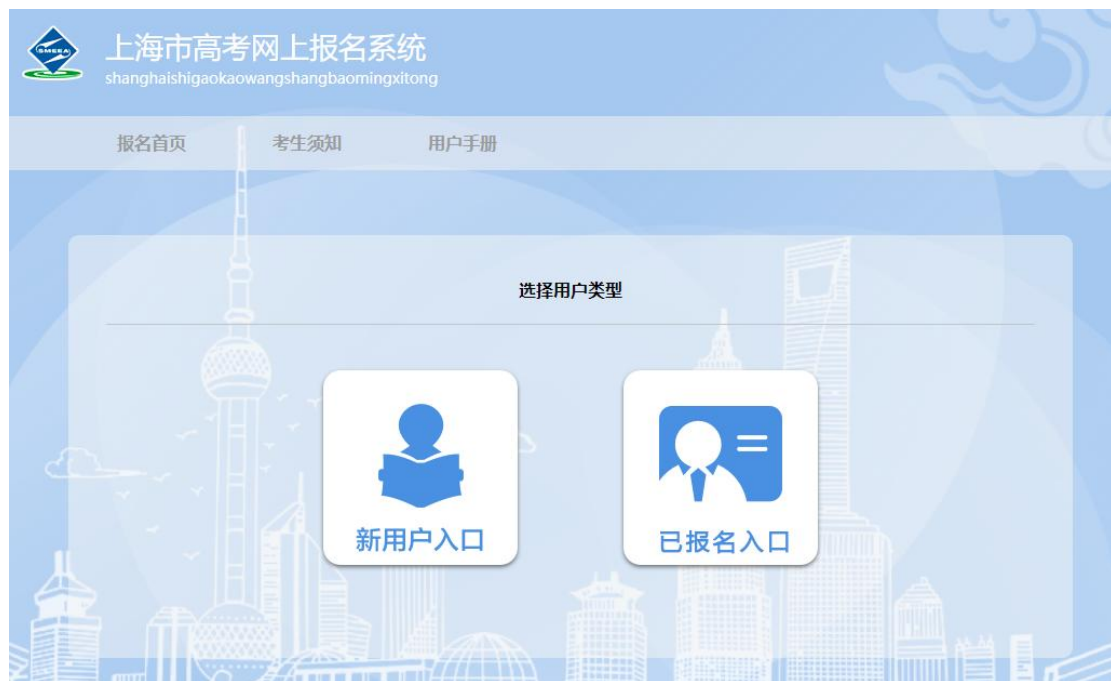 SMEEA
上海市高考网上报名系统
shanghaishigaokaowangshangbaomingxitong
报名首页 考生须知 用户手册
选择用户类型
新用户入口 已报名入口